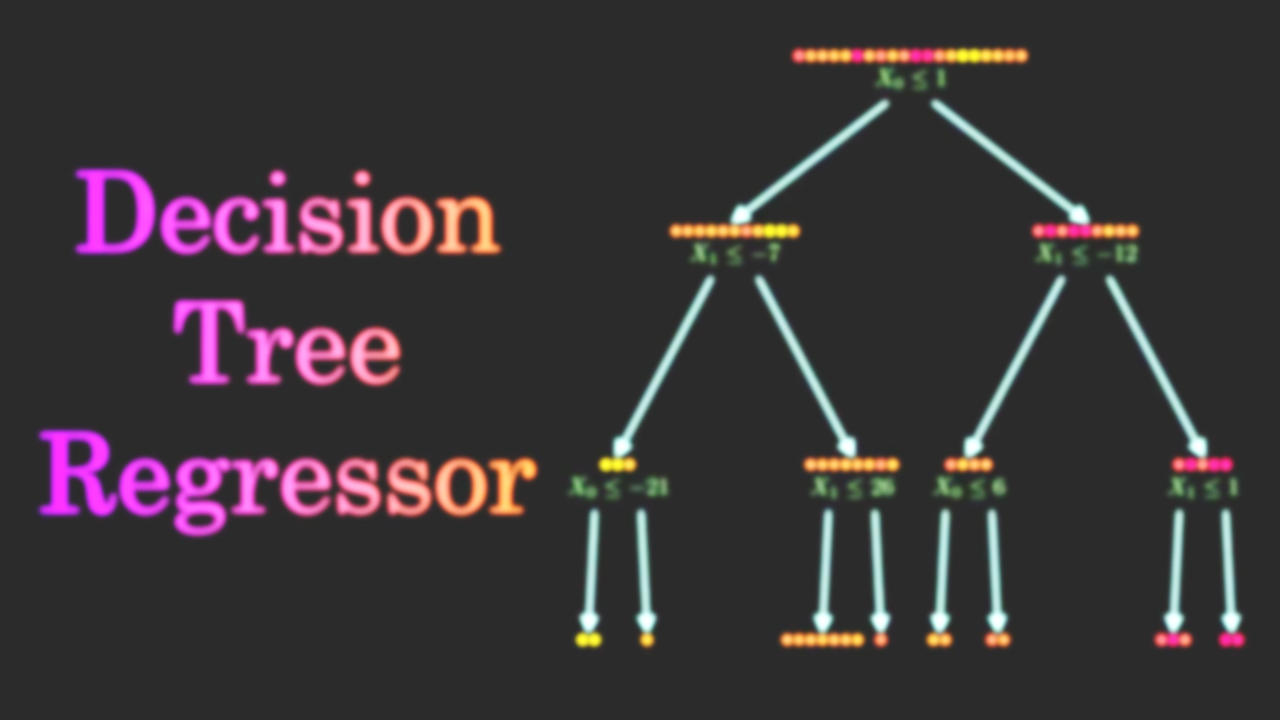 Decision
Tree
Regressor
X₀ ≤ 1
X₁ ≤ −7
X₁ ≤ −12
X₀ ≤ −21
X₁ ≤ 26
X₀ ≤ 6
X₁ ≤ 1